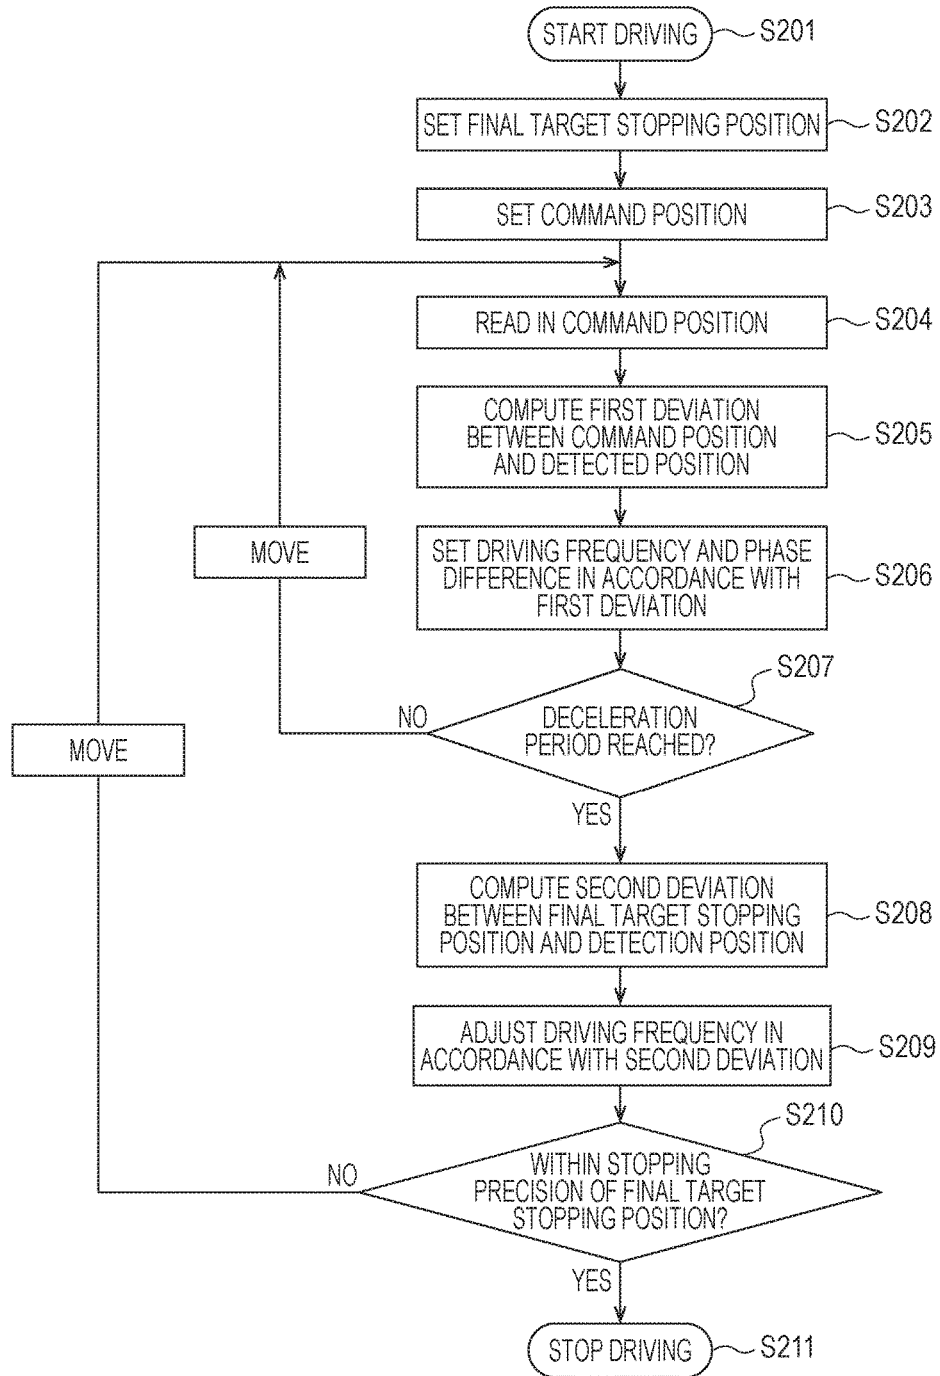 START DRIVING
S201
SET FINAL TARGET STOPPING POSITION
S202
SET COMMAND POSITION
S203
READ IN COMMAND POSITION
S204
COMPUTE FIRST DEVIATION
BETWEEN COMMAND POSITION
AND DETECTED POSITION
S205
MOVE
SET DRIVING FREQUENCY AND PHASE
DIFFERENCE IN ACCORDANCE WITH
FIRST DEVIATION
S206
S207
NO
DECELERATION
PERIOD REACHED?
MOVE
YES
COMPUTE SECOND DEVIATION
BETWEEN FINAL TARGET STOPPING
POSITION AND DETECTION POSITION
S208
ADJUST DRIVING FREQUENCY IN
ACCORDANCE WITH SECOND DEVIATION
S209
S210
NO
WITHIN STOPPING
PRECISION OF FINAL TARGET
STOPPING POSITION?
YES
STOP DRIVING
S211